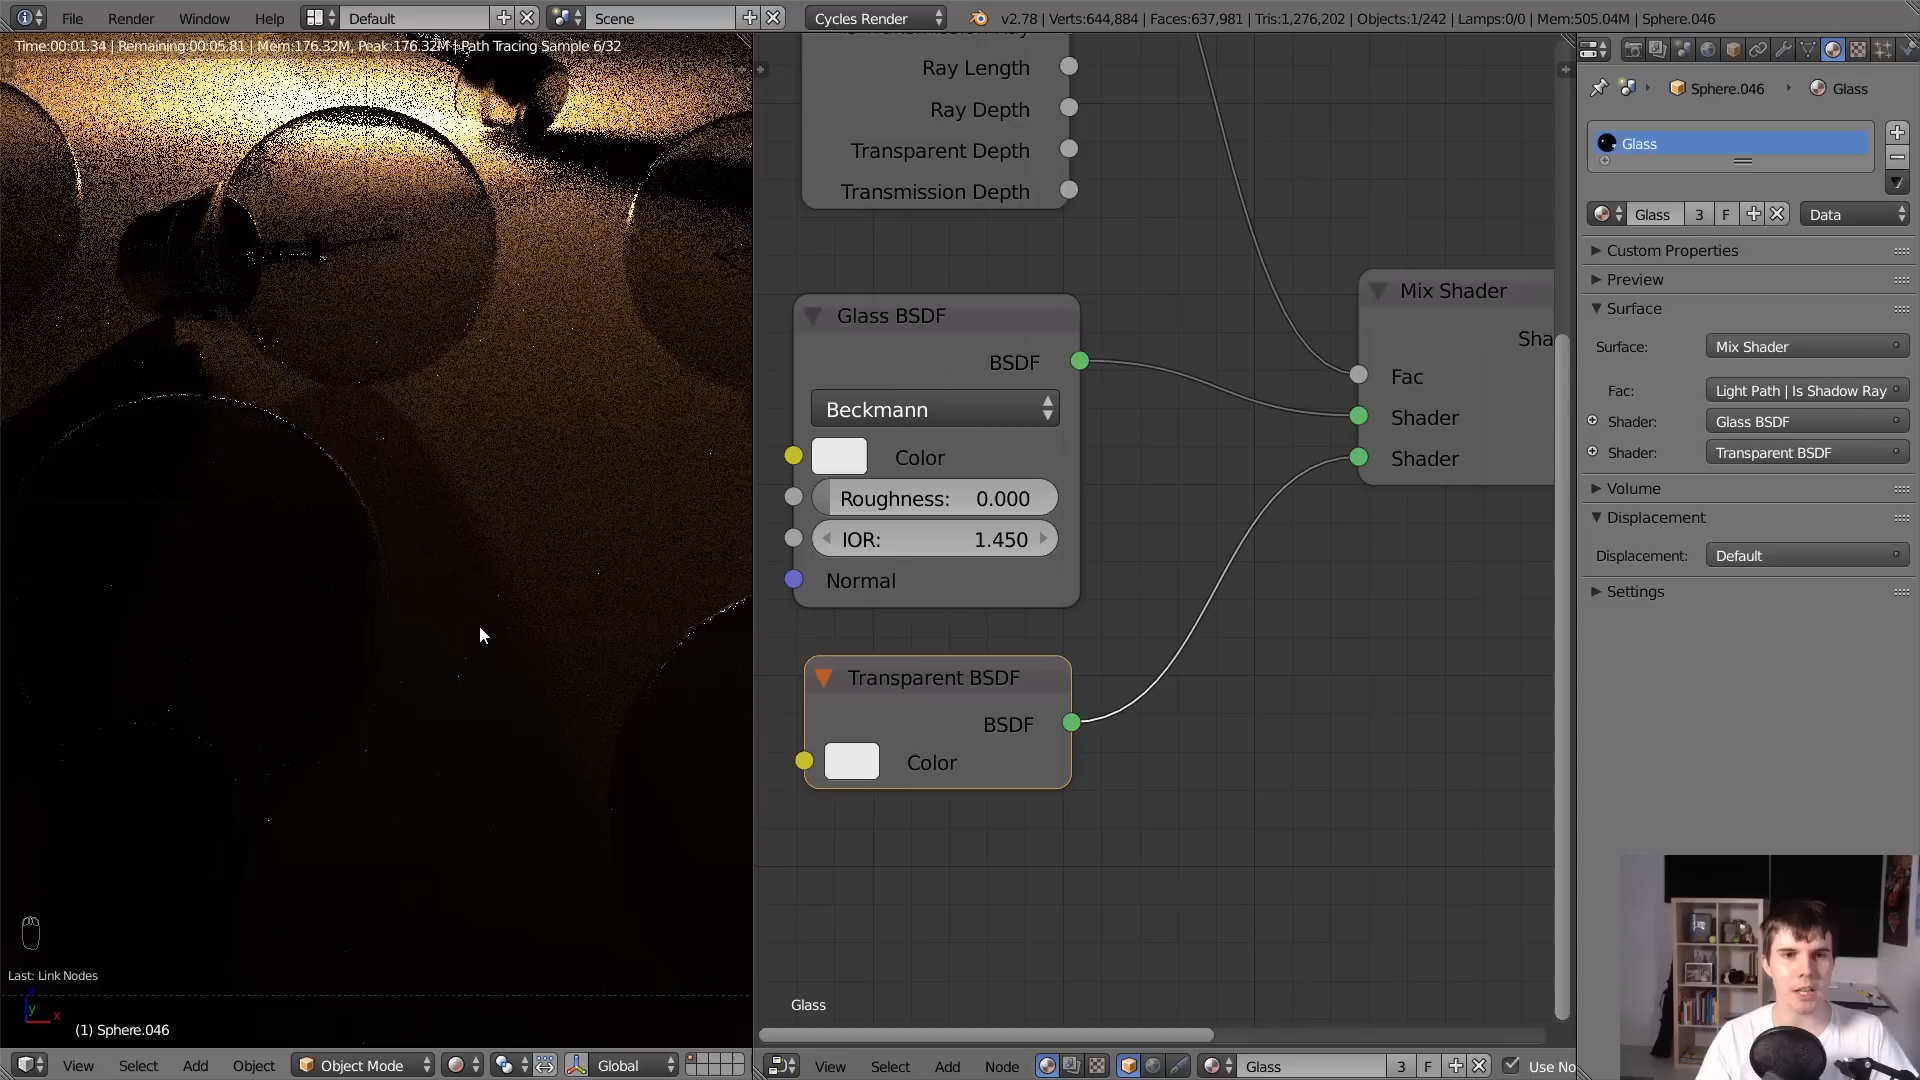 File Render Window Help Default Scene Cycles Render v2.78 | Verts:644,884 | Faces:637,981 | Tris:1,276,202 | Objects:1/242 | Lamps:0/0 | Mem:505.04M | Sphere.046
Time:00:01.34 | Remaining:00:05.81 | Mem:176.32M, Peak:176.32M | Path Tracing Sample 6/32
Ray Length
Ray Depth
Transparent Depth
Transmission Depth
Glass BSDF
BSDF
Beckmann
Color
Roughness: 0.000
IOR: 1.450
Normal
Transparent BSDF
BSDF
Color
Mix Shader
Sha
Fac
Shader
Shader
Sphere.046 Glass
Glass
Glass 3 F Data
Custom Properties
Preview
Surface
Surface: Mix Shader
Fac: Light Path | Is Shadow Ray
Shader: Glass BSDF
Shader: Transparent BSDF
Volume
Displacement
Displacement: Default
Settings
Last: Link Nodes
y x
(1) Sphere.046
Glass
View Select Add Object Object Mode Global
View Select Add Node Glass 3 F Use No